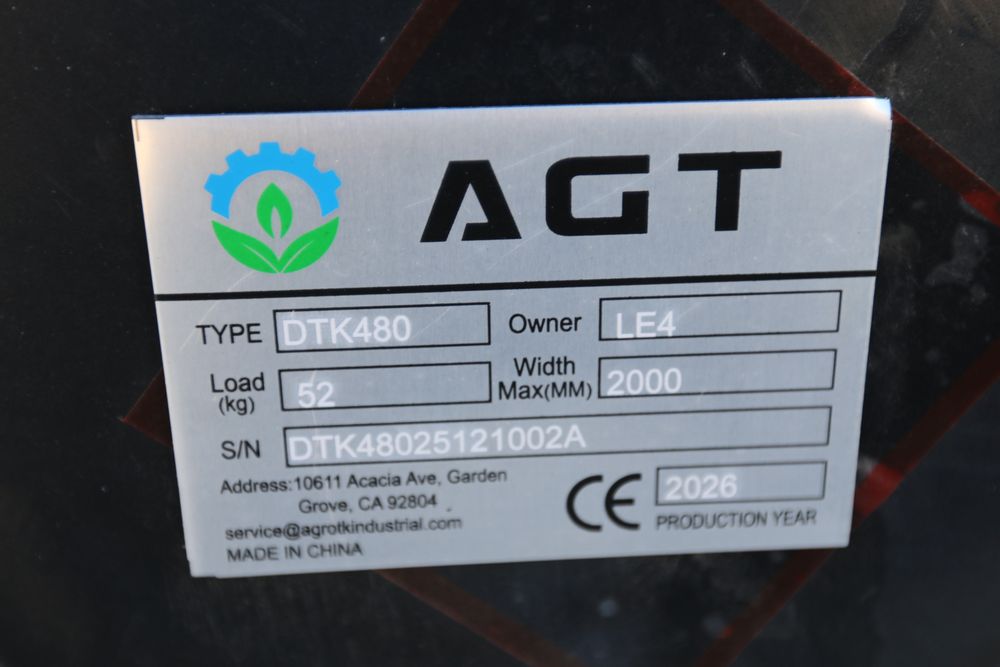 AGT
TYPE DTK480 Owner LE4
Load (kg) 52 Width Max(MM) 2000
S/N DTK48025121002A
Address:10611 Acacia Ave, Garden
Grove, CA 92804
service@agrotkindustrial.com
MADE IN CHINA
CE 2026
PRODUCTION YEAR